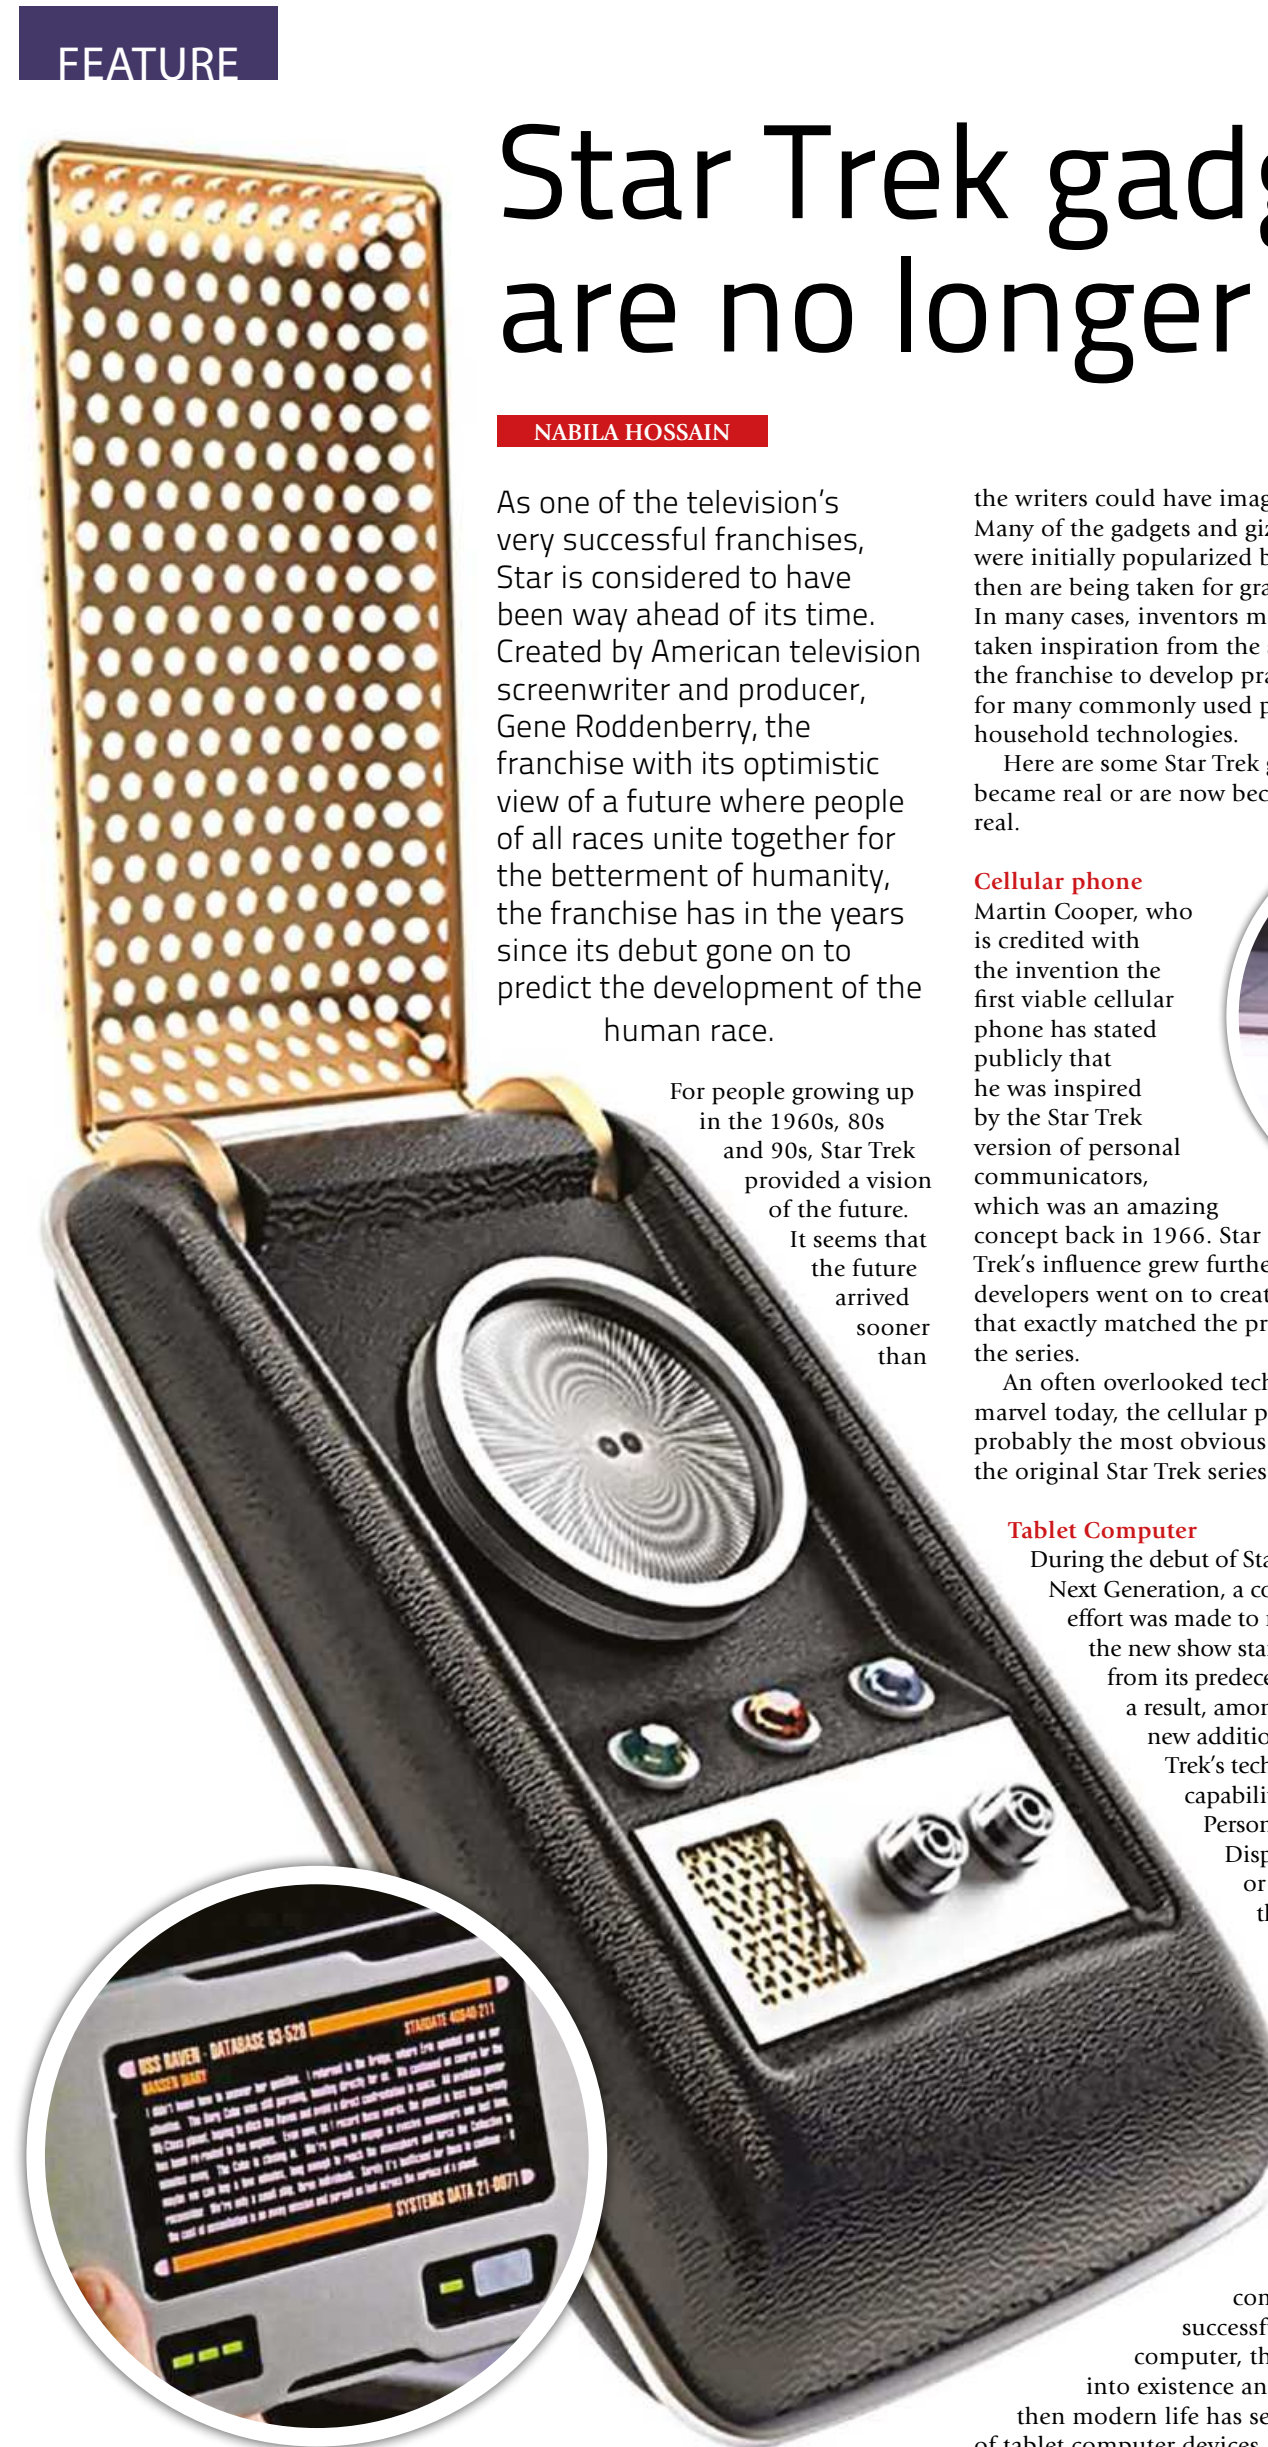 FEATURE
Star Trek gadg
are no longer
NABILA HOSSAIN
As one of the television’s
very successful franchises,
Star is considered to have
been way ahead of its time.
Created by American television
screenwriter and producer,
Gene Roddenberry, the
franchise with its optimistic
view of a future where people
of all races unite together for
the betterment of humanity,
the franchise has in the years
since its debut gone on to
predict the development of the
human race.
For people growing up
in the 1960s, 80s
and 90s, Star Trek
provided a vision
of the future.
It seems that
the future
arrived
sooner
than
the writers could have imag
Many of the gadgets and giz
were initially popularized b
then are being taken for gra
In many cases, inventors m
taken inspiration from the
the franchise to develop pra
for many commonly used p
household technologies.
Here are some Star Trek g
became real or are now bec
real.
Cellular phone
Martin Cooper, who
is credited with
the invention the
first viable cellular
phone has stated
publicly that
he was inspired
by the Star Trek
version of personal
communicators,
which was an amazing
concept back in 1966. Star
Trek’s influence grew furthe
developers went on to creat
that exactly matched the pr
the series.
An often overlooked tech
marvel today, the cellular p
probably the most obvious
the original Star Trek series
Tablet Computer
During the debut of Sta
Next Generation, a co
effort was made to
the new show sta
from its predece
a result, amon
new additio
Trek’s tech
capabilit
Person
Disp
or
th
con
successf
computer, th
into existence an
then modern life has se
of tablet computer devices
USS RAVEN · DATABASE 83-528
STARDATE 40840-211
HANSEN DIARY
SYSTEMS DATA 21-0071